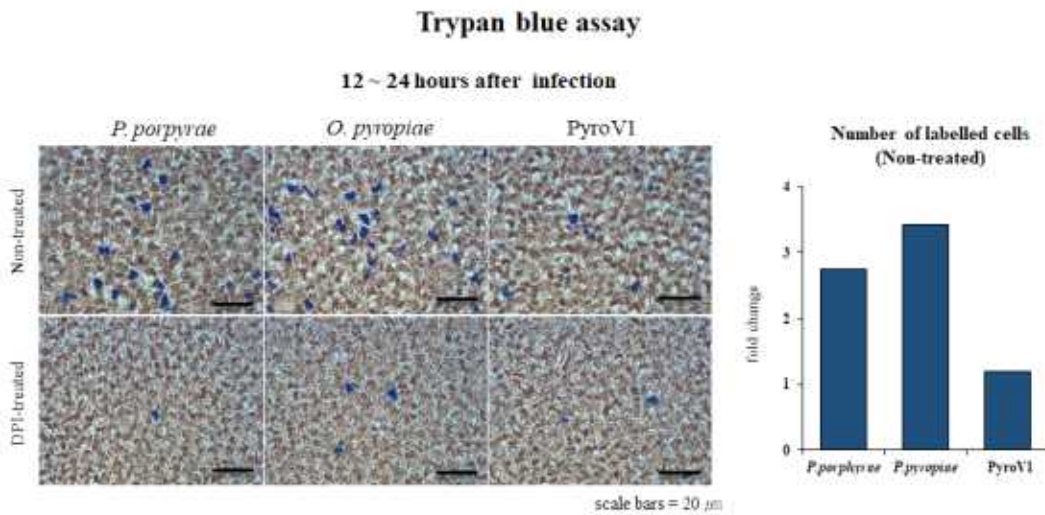 Trypan blue assay
12 ~ 24 hours after infection
P. porpyrae
O. pyropiae
PyroV1
Non-treated
DPI-treated
scale bars = 20 μm
Number of labelled cells
(Non-treated)
fold change
4
3
2
1
0
P.porphyrae
P.pyropiae
PyroV1